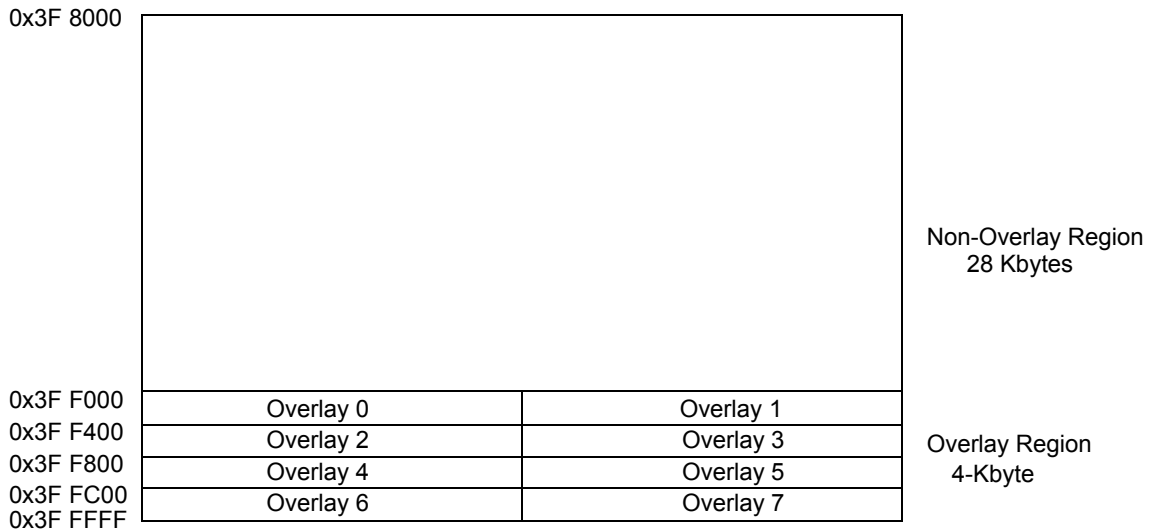 0x3F 8000
Non-Overlay Region
28 Kbytes
0x3F F000
Overlay 0
Overlay 1
0x3F F400
Overlay 2
Overlay 3
Overlay Region
0x3F F800
Overlay 4
Overlay 5
4-Kbyte
0x3F FC00
Overlay 6
Overlay 7
0x3F FFFF